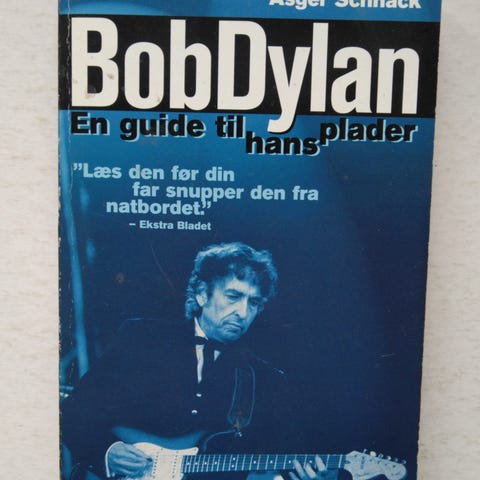 Asger Schnack
BobDylan
En guide til hans plader
"Læs den før din
far snupper den fra
natbordet."
– Ekstra Bladet